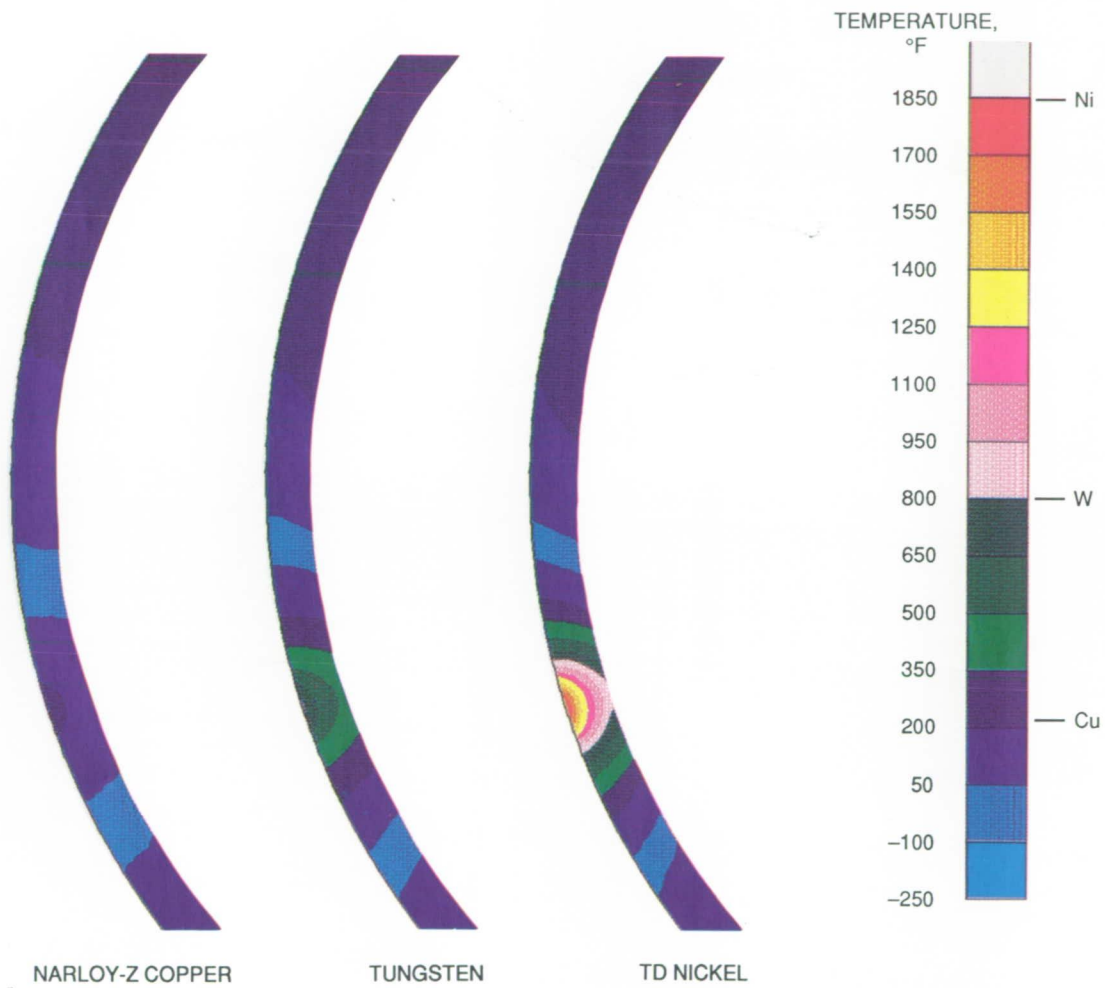 TEMPERATURE,
°F
1850
Ni
1700
1550
1400
1250
1100
950
800
W
650
500
350
200
Cu
50
−100
−250
NARLOY-Z COPPER
TUNGSTEN
TD NICKEL